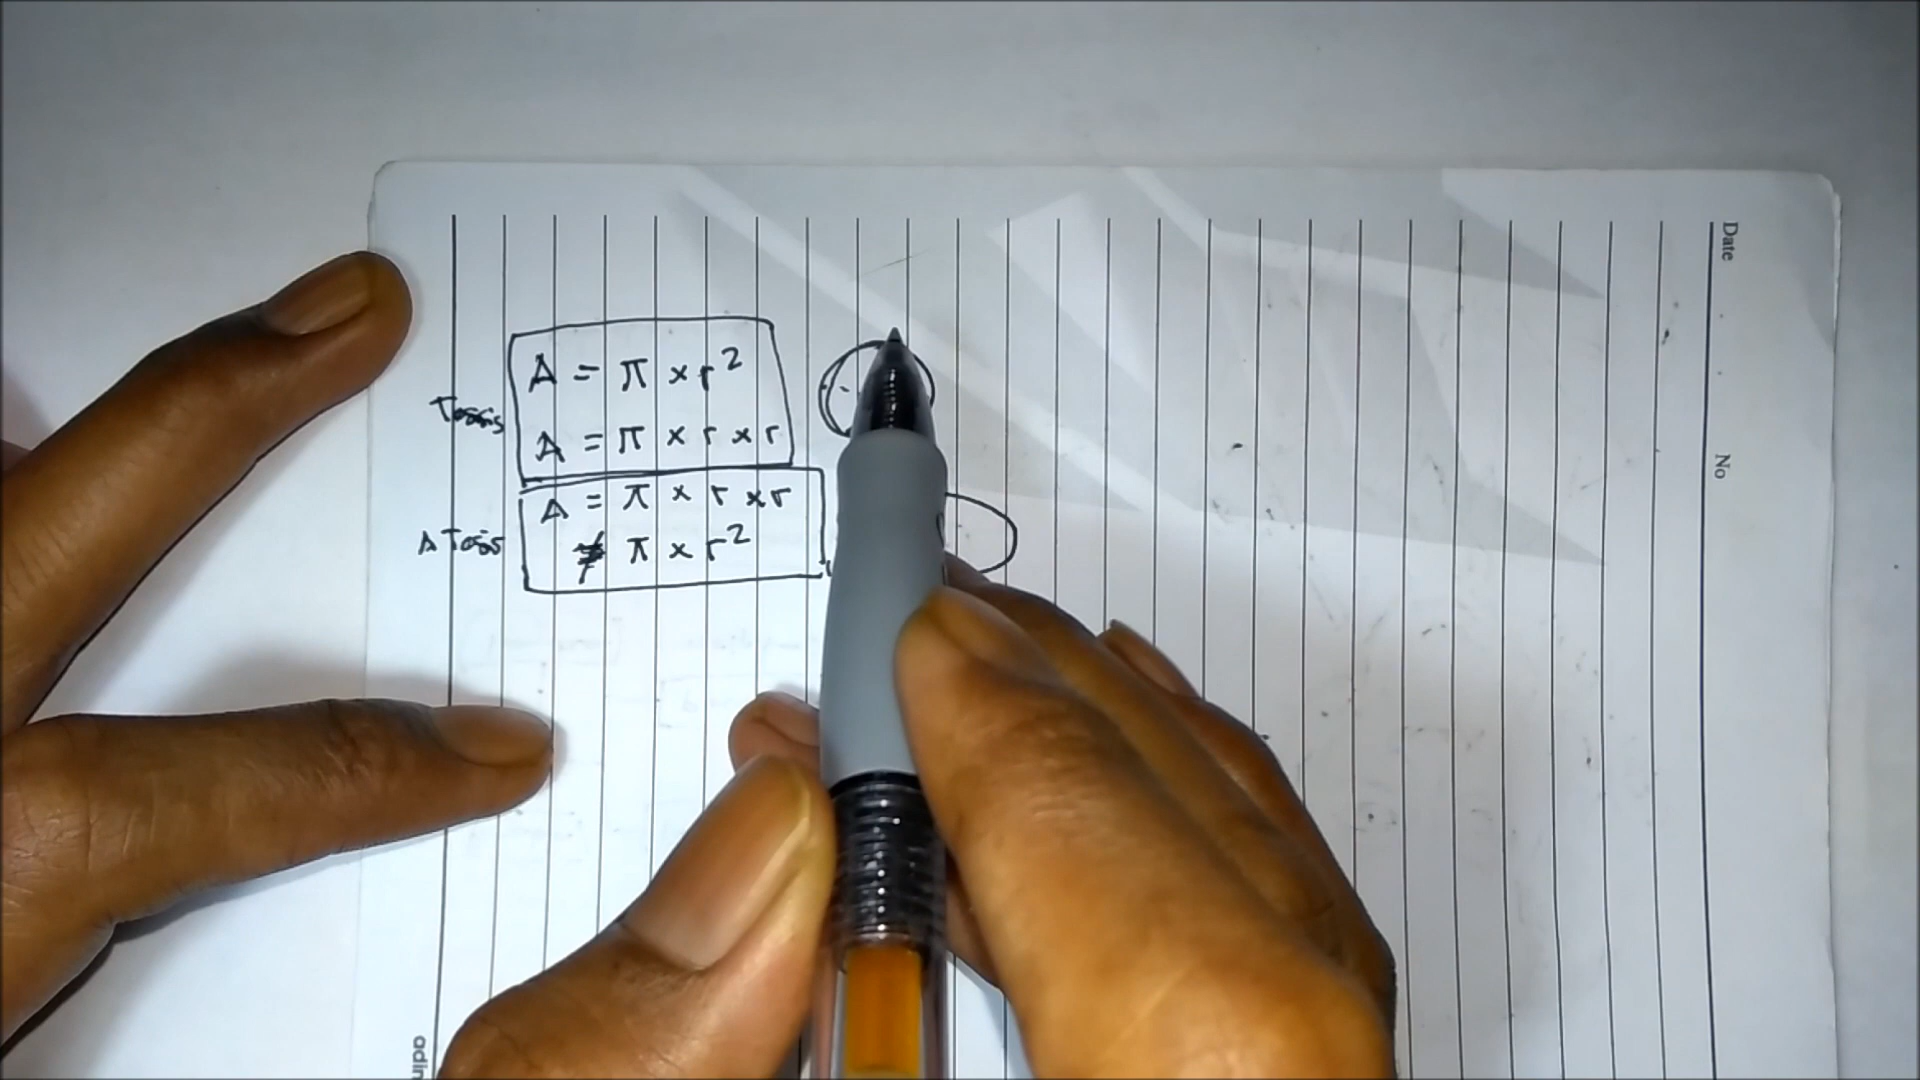 A = π × r²
A = π × r × r
A = π × r × r
≠ π × r²
Date
No